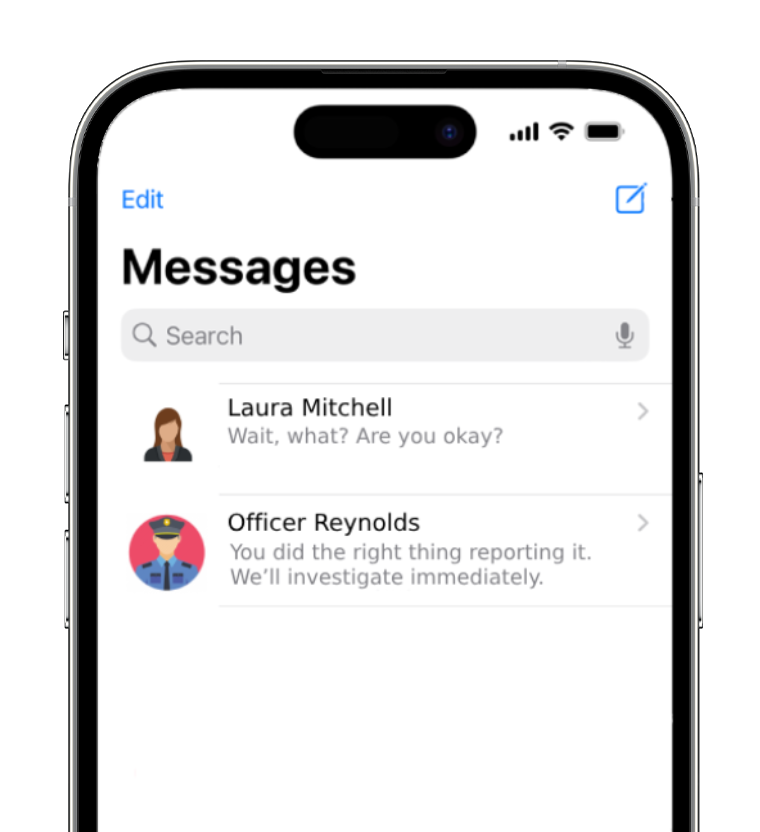 Edit
Messages
Search
Laura Mitchell
Wait, what? Are you okay?
Officer Reynolds
You did the right thing reporting it.
We’ll investigate immediately.